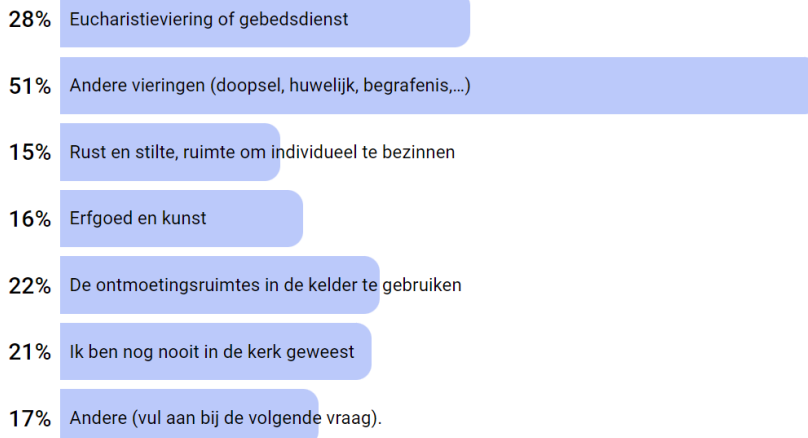 28% Eucharistieviering of gebedsdienst
51% Andere vieringen (doopsel, huwelijk, begrafenis,...)
15% Rust en stilte, ruimte om individueel te bezinnen
16% Erfgoed en kunst
22% De ontmoetingsruimtes in de kelder te gebruiken
21% Ik ben nog nooit in de kerk geweest
17% Andere (vul aan bij de volgende vraag).